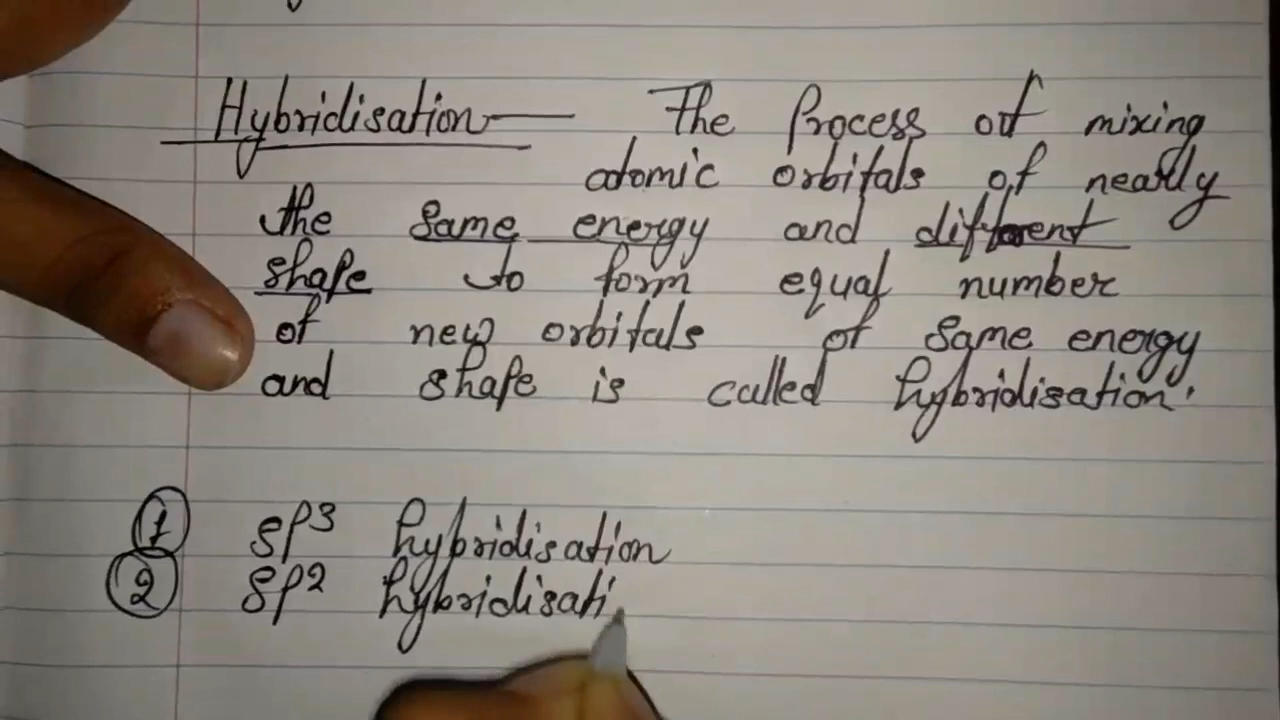 Hybridisation— The Process of mixing
atomic orbitals of nearly
the same energy and different
shape to form equal number
of new orbitals of same energy
and shape is called hybridisation.
1 SP³ hybridisation
2 SP² hybridisati